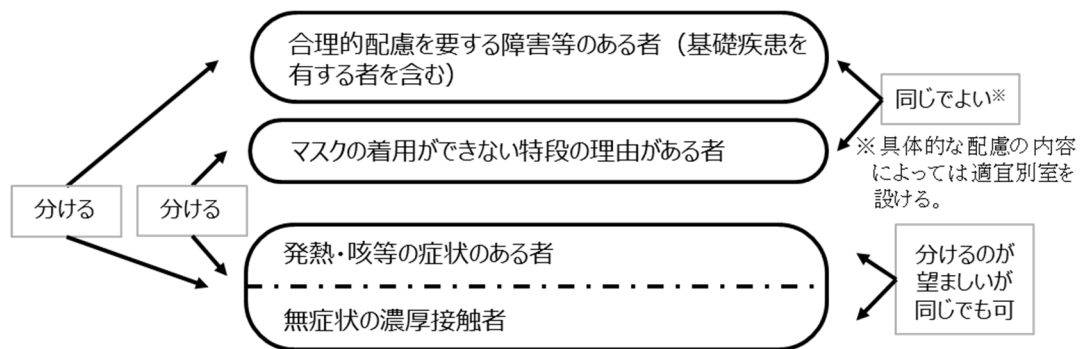 合理的配慮を要する障害等のある者（基礎疾患を
有する者を含む）
同じでよい※
マスクの着用ができない特段の理由がある者
※具体的な配慮の内容
によっては適宜別室を
設ける。
分ける
分ける
発熱・咳等の症状のある者
無症状の濃厚接触者
分けるのが
望ましいが
同じでも可